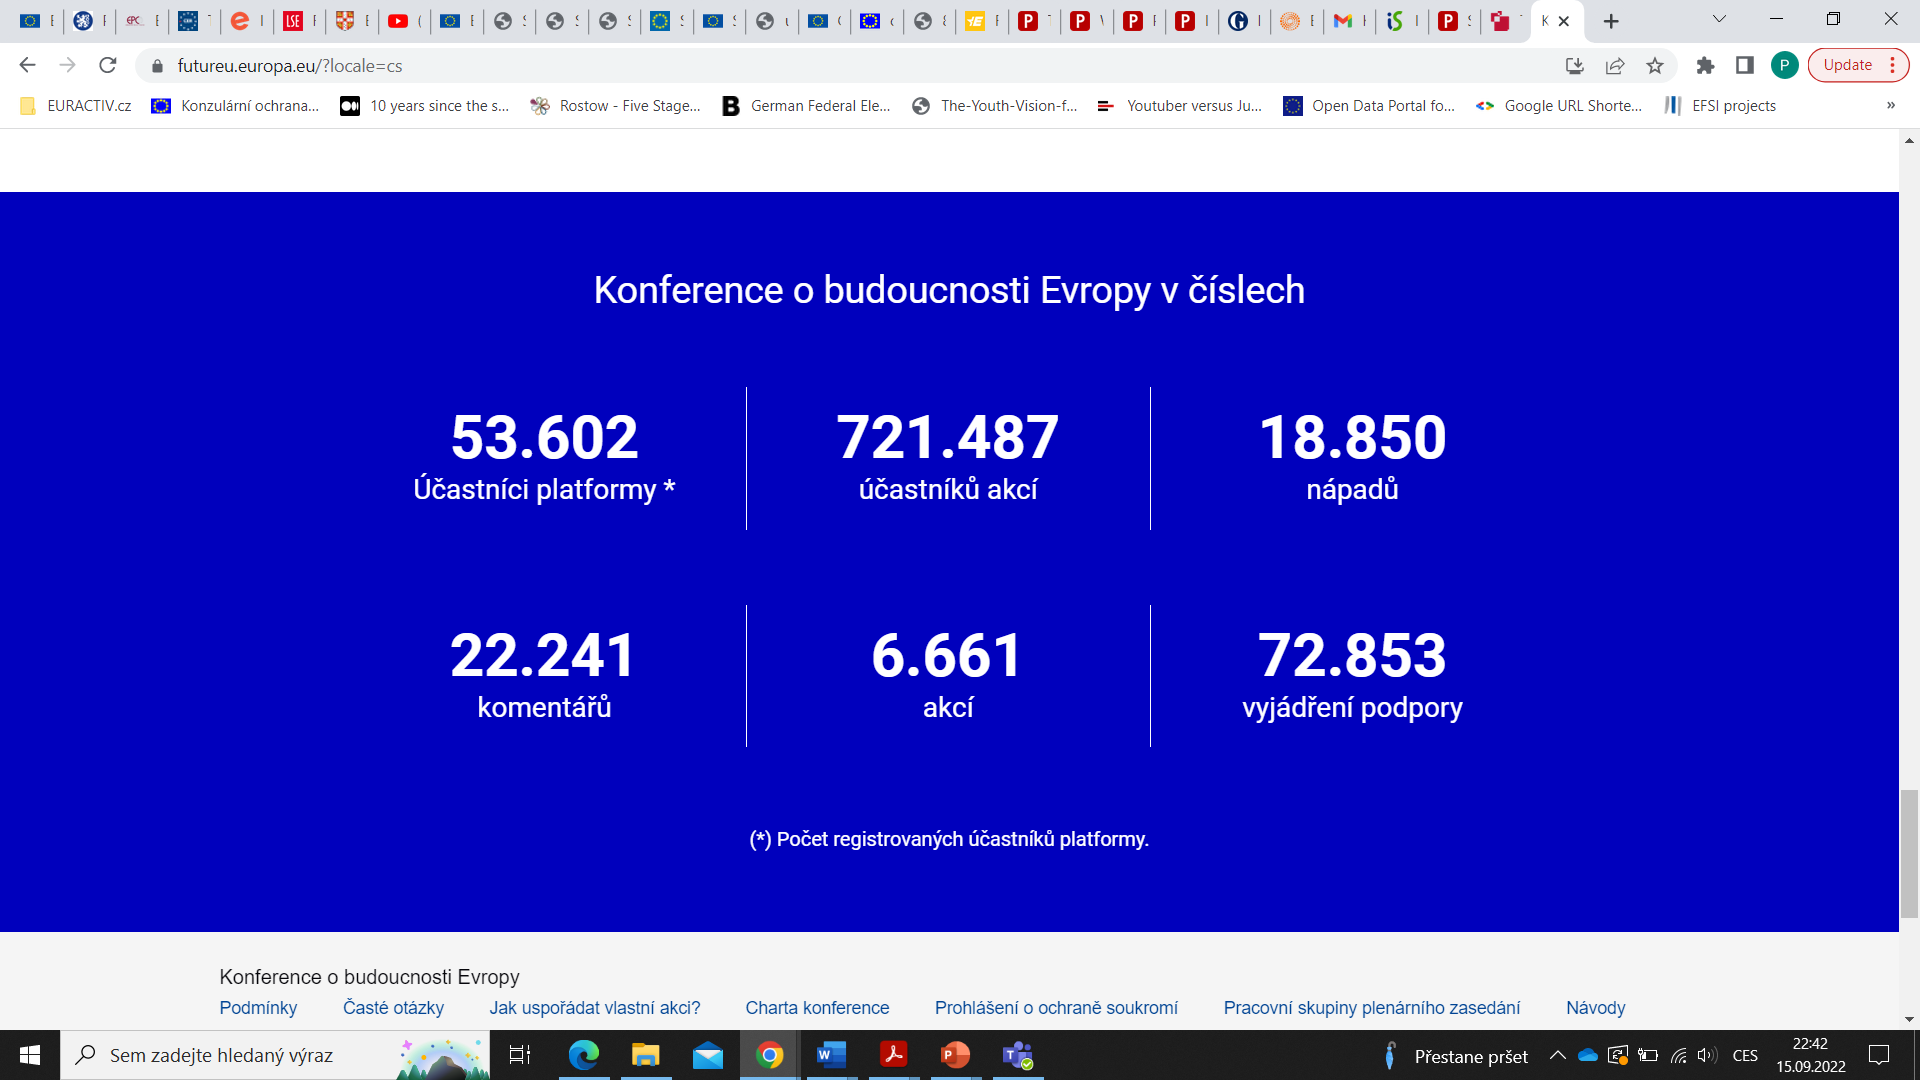 futureu.europa.eu/?locale=cs
Update
EURACTIV.cz
Konzulární ochrana...
10 years since the s...
Rostow - Five Stage...
German Federal Ele...
The-Youth-Vision-f...
Youtuber versus Ju...
Open Data Portal fo...
Google URL Shorte...
EFSI projects
»
Konference o budoucnosti Evropy v číslech
53.602
Účastníci platformy *
721.487
účastníků akcí
18.850
nápadů
22.241
komentářů
6.661
akcí
72.853
vyjádření podpory
(*) Počet registrovaných účastníků platformy.
Konference o budoucnosti Evropy
Podmínky
Časté otázky
Jak uspořádat vlastní akci?
Charta konference
Prohlášení o ochraně soukromí
Pracovní skupiny plenárního zasedání
Návody
Sem zadejte hledaný výraz
Přestane pršet
CES
22:42
15.09.2022